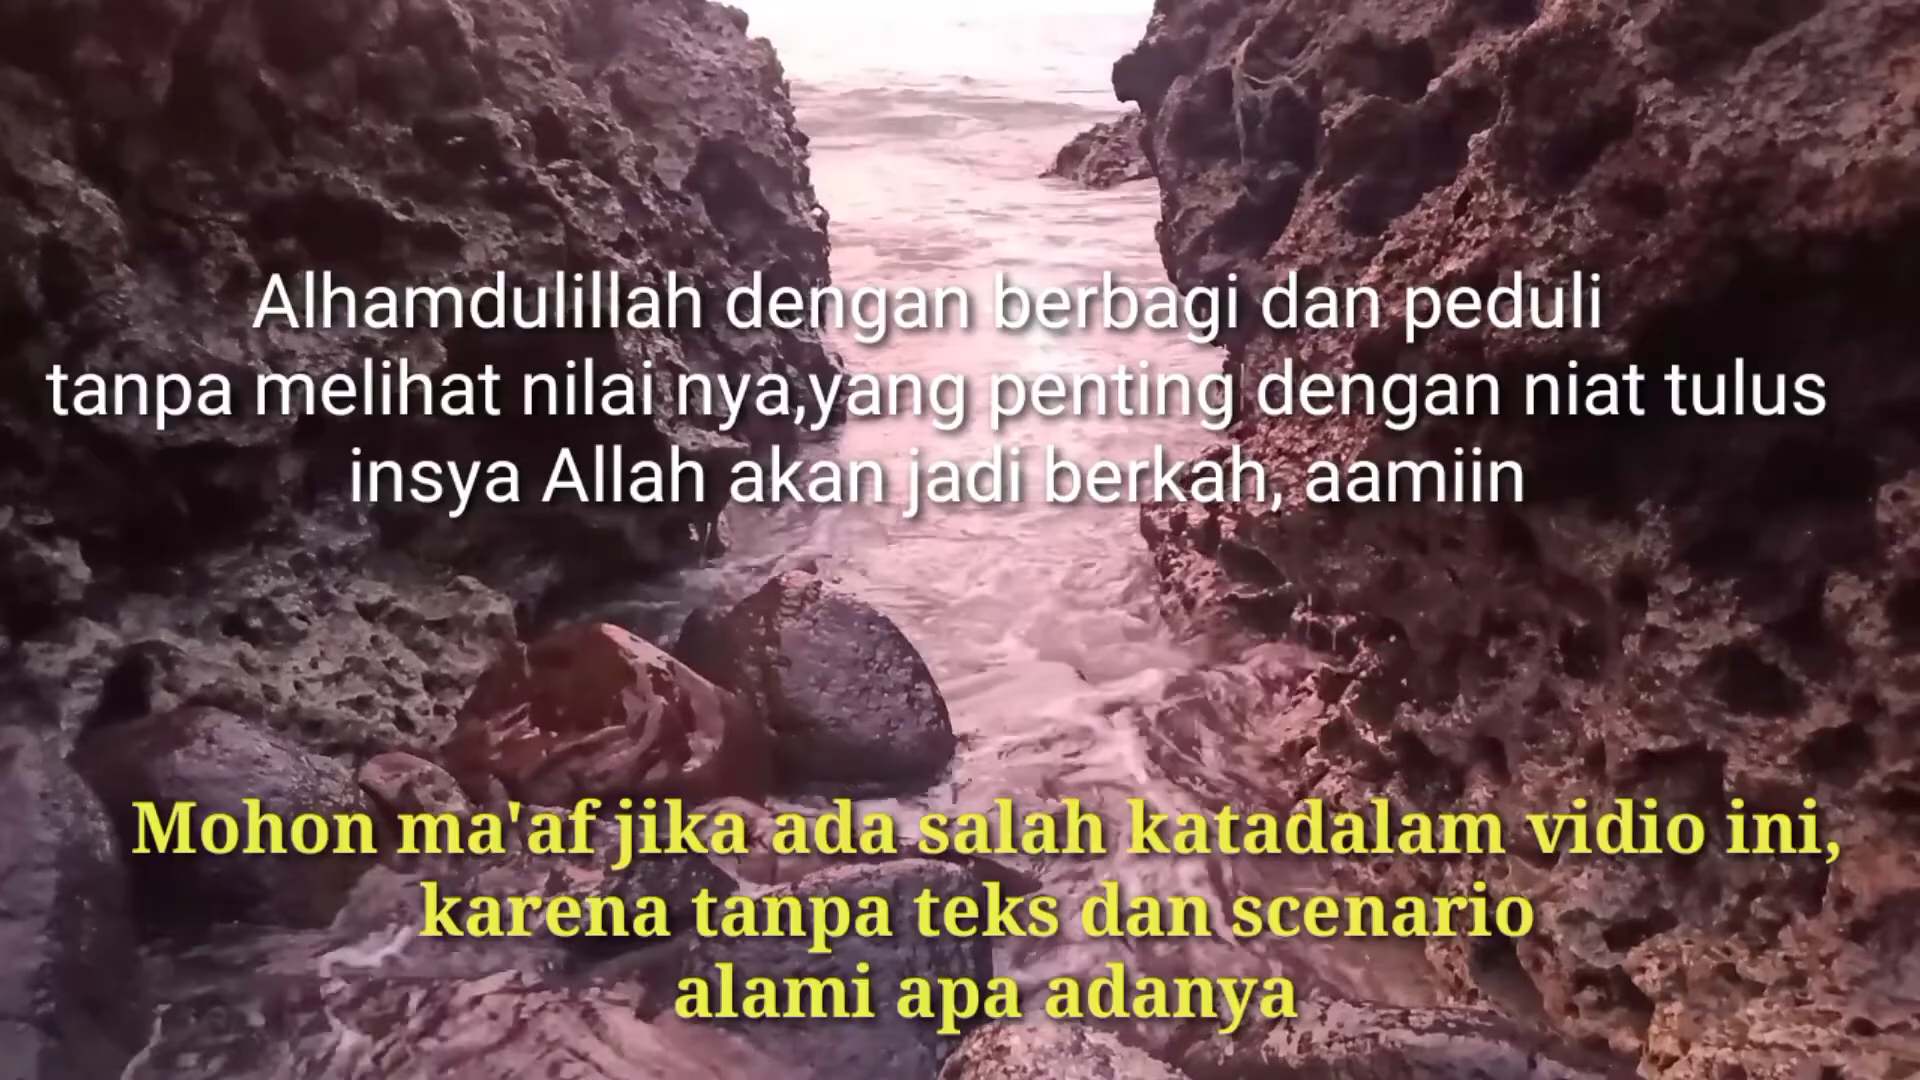 Alhamdulillah dengan berbagi dan peduli
tanpa melihat nilai nya,yang penting dengan niat tulus
insya Allah akan jadi berkah, aamiin
Mohon ma'af jika ada salah katadalam vidio ini,
karena tanpa teks dan scenario
alami apa adanya